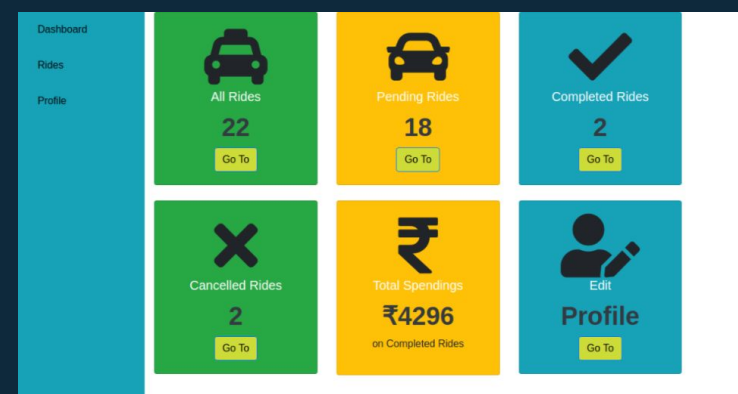 Dashboard
Rides
Profile
All Rides
22
Go To
Pending Rides
18
Go To
Completed Rides
2
Go To
Cancelled Rides
2
Go To
Total Spendings
₹4296
on Completed Rides
Edit
Profile
Go To